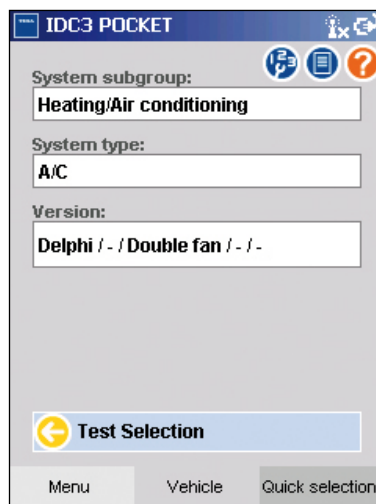 TEXA IDC3 POCKET
System subgroup:
Heating/Air conditioning
System type:
A/C
Version:
Delphi / - / Double fan / - / -
Test Selection
Menu Vehicle Quick selection